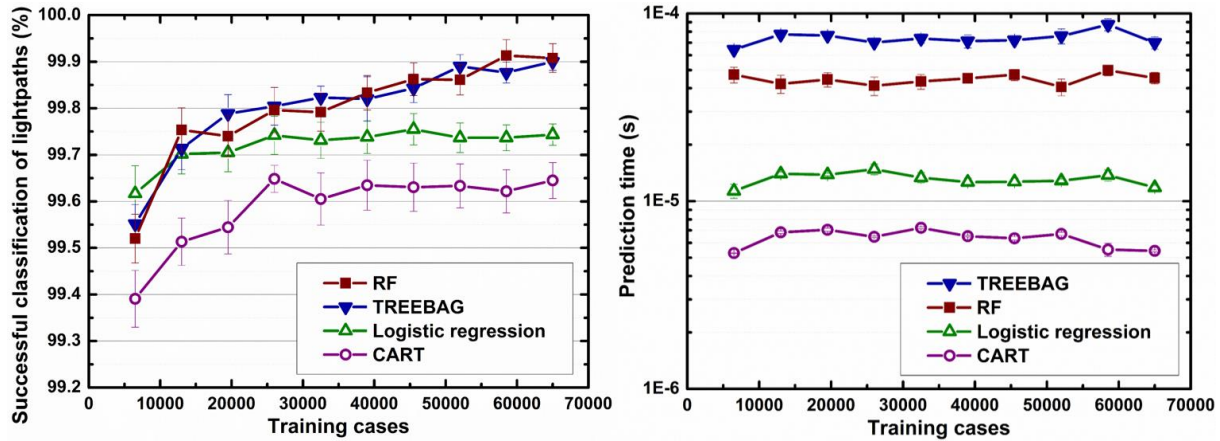 Successful classification of lightpaths (%)
100.0
99.9
99.8
99.7
99.6
99.5
99.4
99.3
99.2
RF
TREEBAG
Logistic regression
CART
0 10000 20000 30000 40000 50000 60000 70000
Training cases
Prediction time (s)
1E-4
1E-5
1E-6
TREEBAG
RF
Logistic regression
CART
0 10000 20000 30000 40000 50000 60000 70000
Training cases